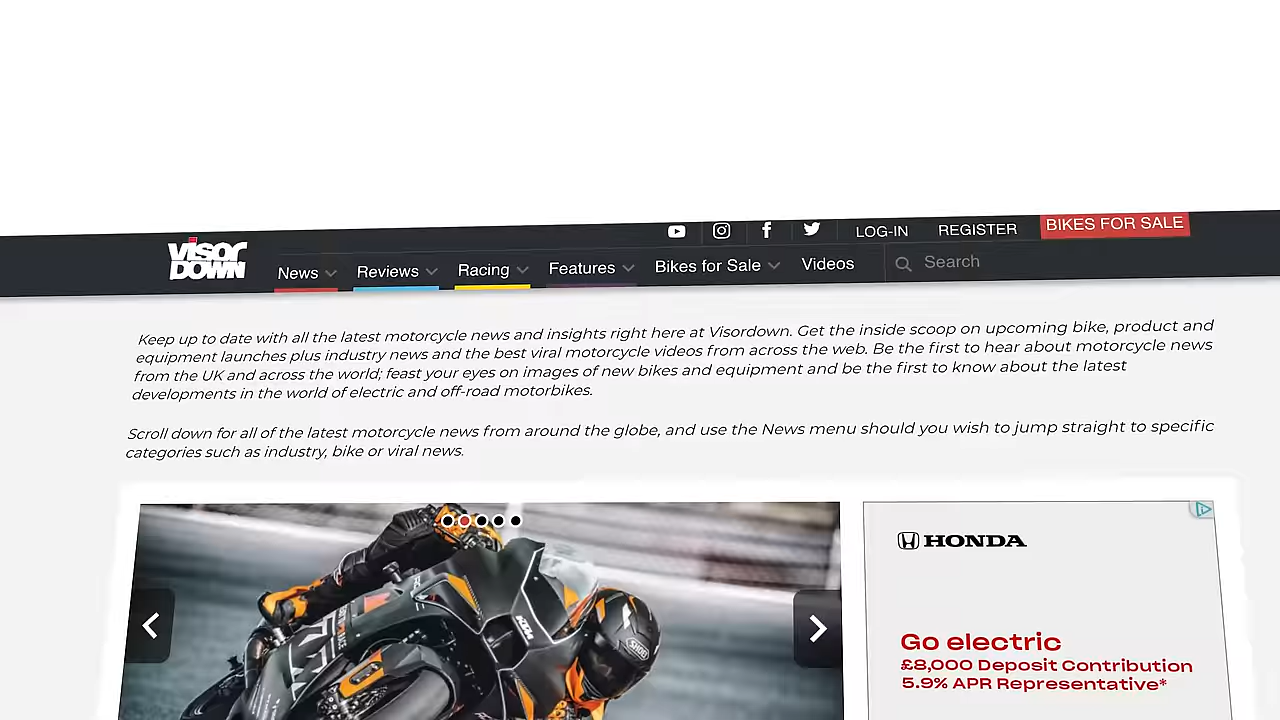 LOG-IN REGISTER BIKES FOR SALE
visor DOWN
News Reviews Racing Features Bikes for Sale Videos Search
Keep up to date with all the latest motorcycle news and insights right here at Visordown. Get the inside scoop on upcoming bike, product and
equipment launches plus industry news and the best viral motorcycle videos from across the web. Be the first to hear about motorcycle news
from the UK and across the world; feast your eyes on images of new bikes and equipment and be the first to know about the latest
developments in the world of electric and off-road motorbikes.
Scroll down for all of the latest motorcycle news from around the globe, and use the News menu should you wish to jump straight to specific
categories such as industry, bike or viral news.
HONDA
KTM
SHOEI
Go electric
£8,000 Deposit Contribution
5.9% APR Representative*